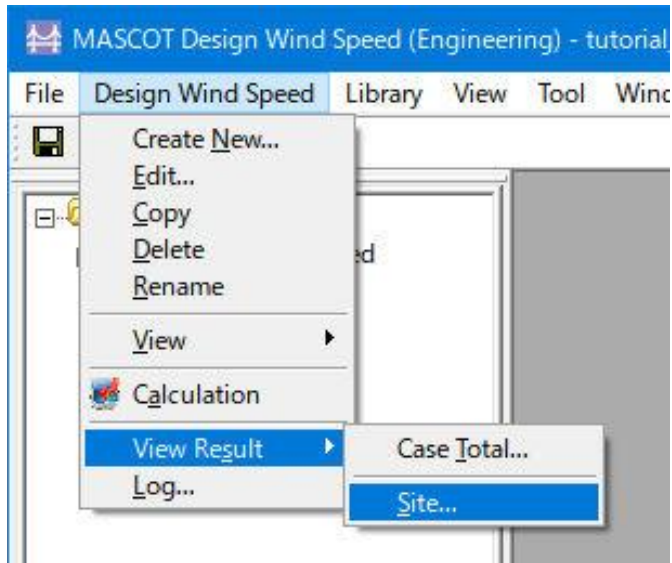 MASCOT Design Wind Speed (Engineering) - tutorial
File Design Wind Speed Library View Tool
Create New...
Edit...
Copy
Delete
Rename
View
Calculation
View Result
Log...
Case Total...
Site...